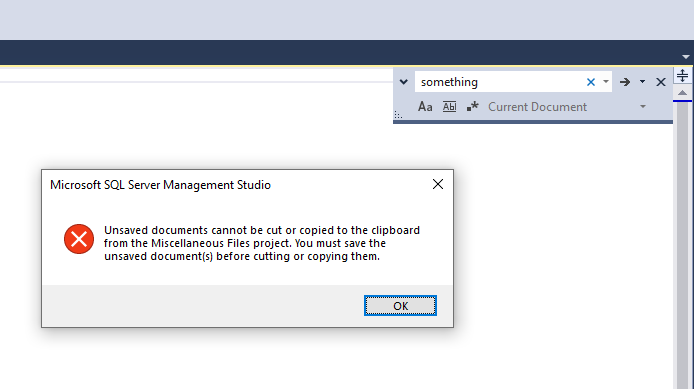 something
Aa Ab Current Document
Microsoft SQL Server Management Studio
Unsaved documents cannot be cut or copied to the clipboard
from the Miscellaneous Files project. You must save the
unsaved document(s) before cutting or copying them.
OK